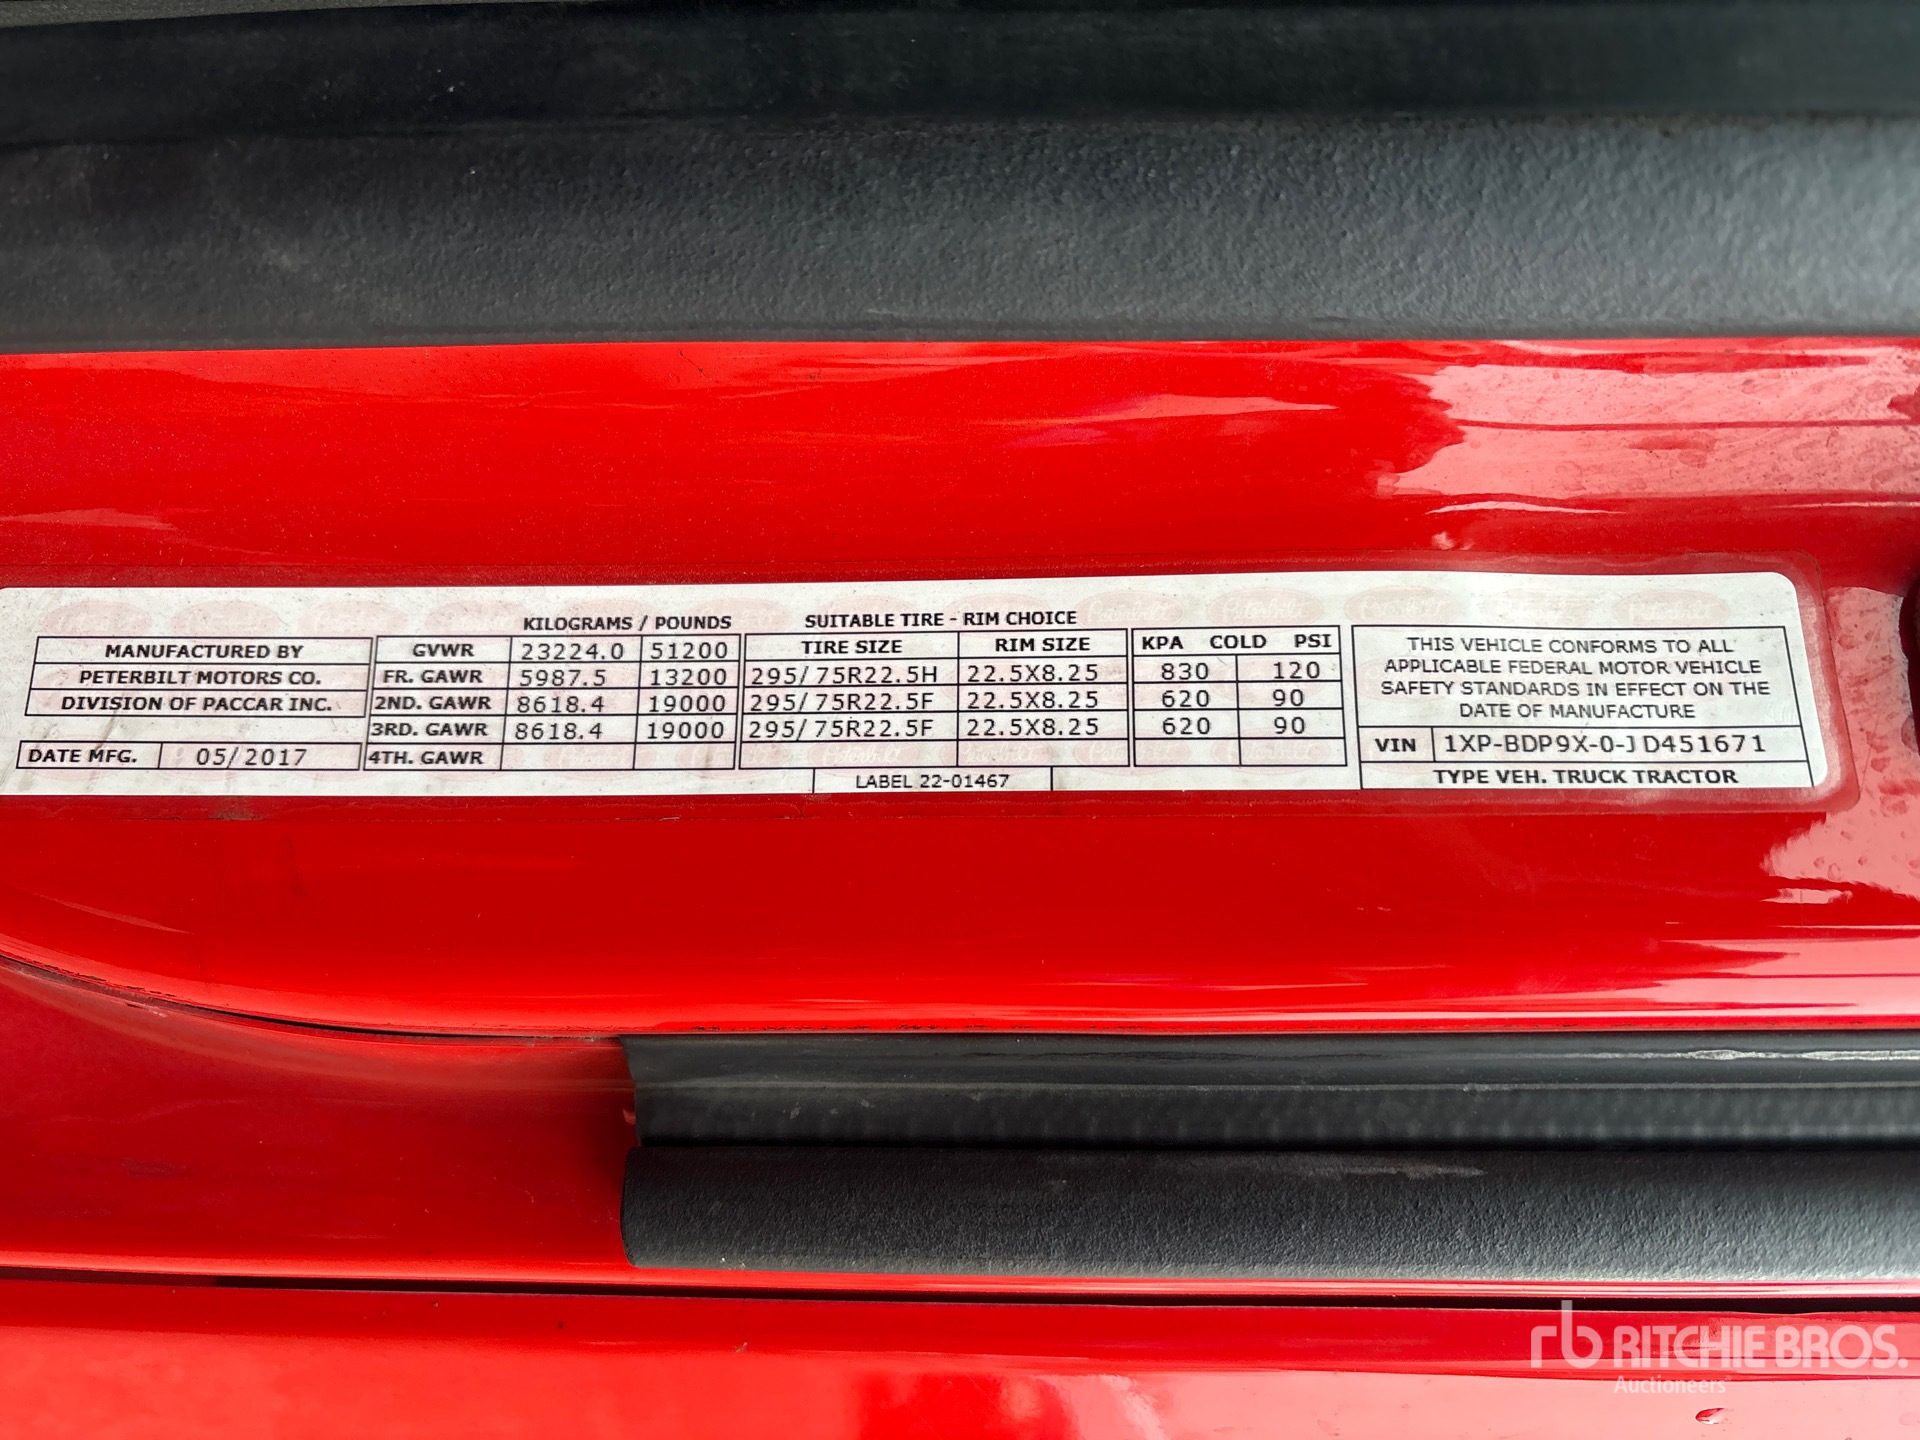 KILOGRAMS / POUNDS SUITABLE TIRE - RIM CHOICE
MANUFACTURED BY
PETERBILT MOTORS CO.
DIVISION OF PACCAR INC.
DATE MFG. 05/2017
GVWR 23224.0 51200 TIRE SIZE RIM SIZE KPA COLD PSI
FR. GAWR 5987.5 13200 295/75R22.5H 22.5X8.25 830 120
2ND. GAWR 8618.4 19000 295/75R22.5F 22.5X8.25 620 90
3RD. GAWR 8618.4 19000 295/75R22.5F 22.5X8.25 620 90
4TH. GAWR
LABEL 22-01467
THIS VEHICLE CONFORMS TO ALL
APPLICABLE FEDERAL MOTOR VEHICLE
SAFETY STANDARDS IN EFFECT ON THE
DATE OF MANUFACTURE
VIN 1XP-BDP9X-0-JD451671
TYPE VEH. TRUCK TRACTOR
rb RITCHIE BROS.
Auctioneers